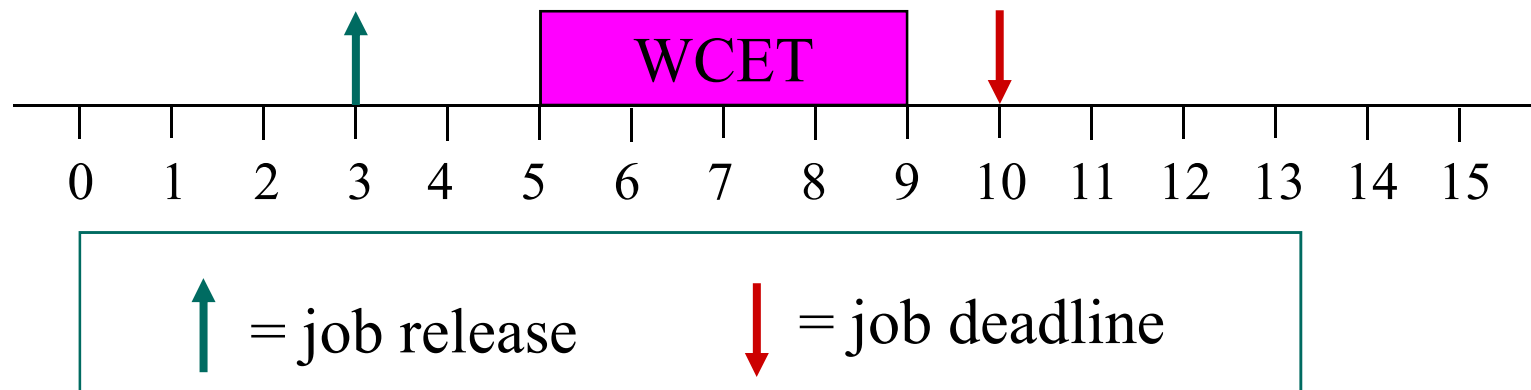 WCET
0 1 2 3 4 5 6 7 8 9 10 11 12 13 14 15
= job release = job deadline